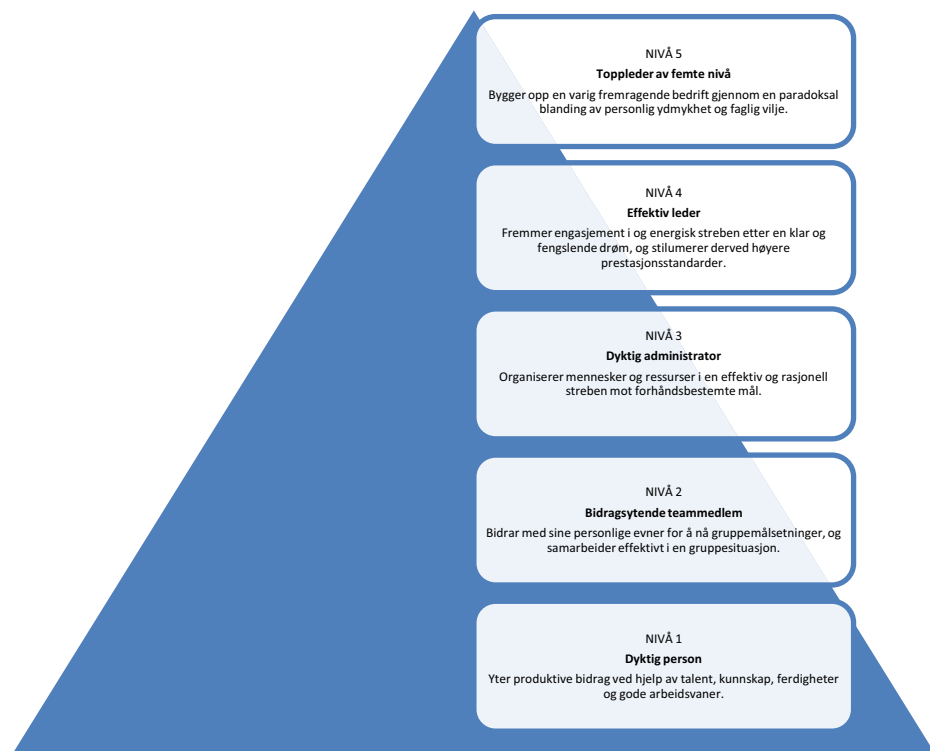 NIVÅ 5
Toppleder av femte nivå
Bygger opp en varig fremragende bedrift gjennom en paradoksal
blanding av personlig ydmykhet og faglig vilje.
NIVÅ 4
Effektiv leder
Fremmer engasjement i og energisk streben etter en klar og
fengslende drøm, og stilumerer derved høyere
prestasjonsstandarder.
NIVÅ 3
Dyktig administrator
Organiserer mennesker og ressurser i en effektiv og rasjonell
streben mot forhåndsbestemte mål.
NIVÅ 2
Bidragsytende teammedlem
Bidrar med sine personlige evner for å nå gruppemålsetninger, og
samarbeider effektivt i en gruppesituasjon.
NIVÅ 1
Dyktig person
Yter produktive bidrag ved hjelp av talent, kunnskap, ferdigheter
og gode arbeidsvaner.